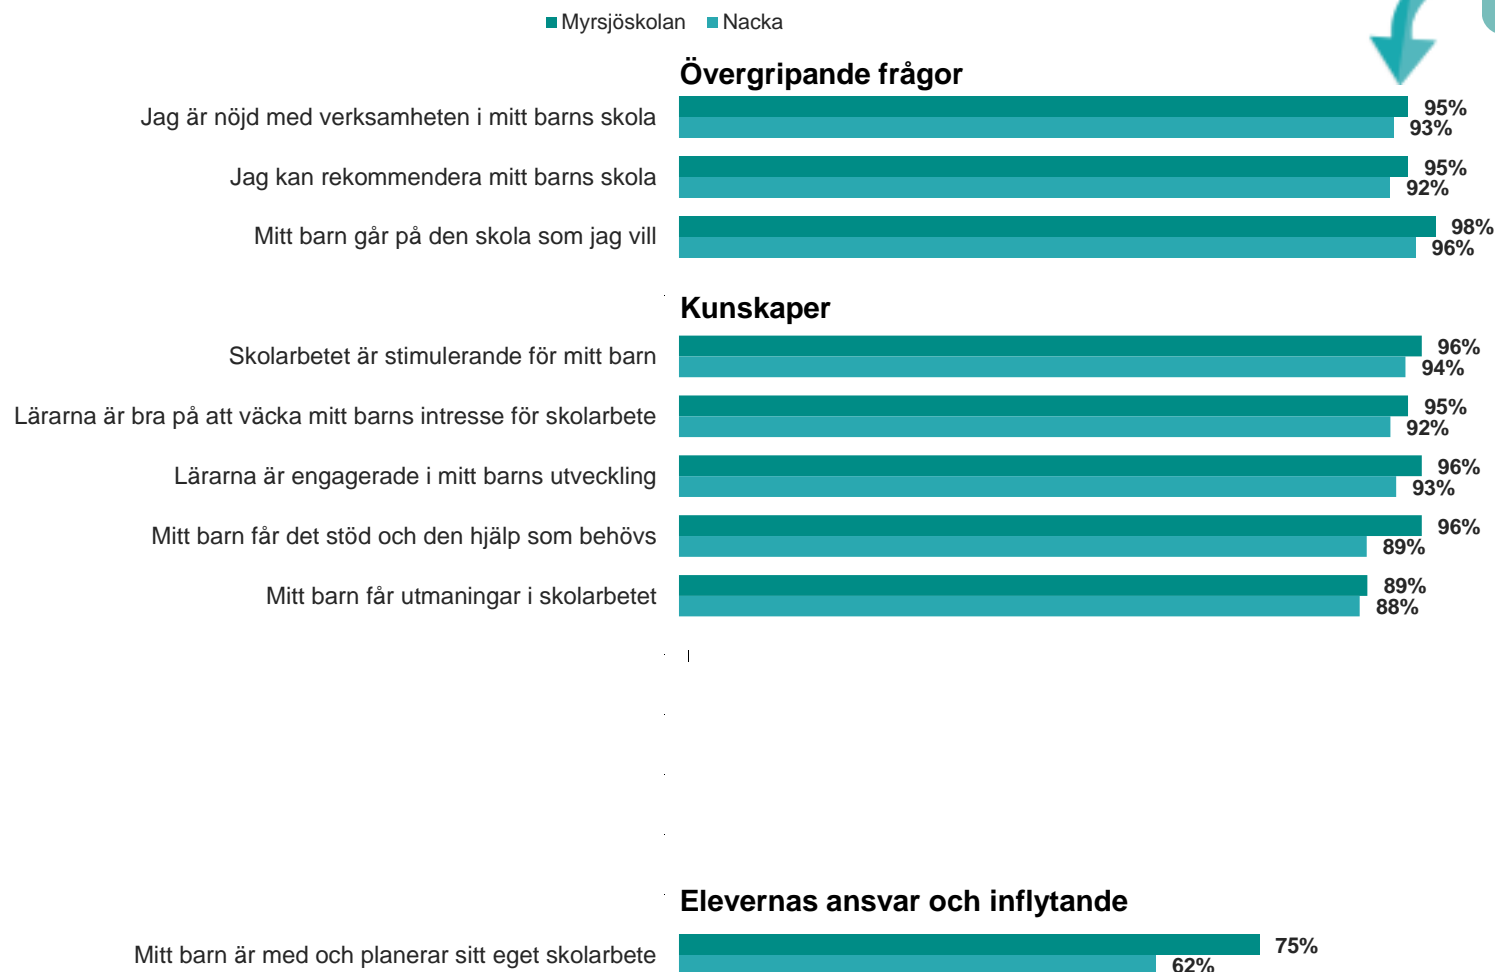 Myrsjöskolan Nacka
Övergripande frågor
Jag är nöjd med verksamheten i mitt barns skola 95%
93%
Jag kan rekommendera mitt barns skola 95%
92%
Mitt barn går på den skola som jag vill 98%
96%
Kunskaper
Skolarbetet är stimulerande för mitt barn 96%
94%
Lärarna är bra på att väcka mitt barns intresse för skolarbete 95%
92%
Lärarna är engagerade i mitt barns utveckling 96%
93%
Mitt barn får det stöd och den hjälp som behövs 96%
89%
Mitt barn får utmaningar i skolarbetet 89%
88%
Elevernas ansvar och inflytande
Mitt barn är med och planerar sitt eget skolarbete 75%
62%